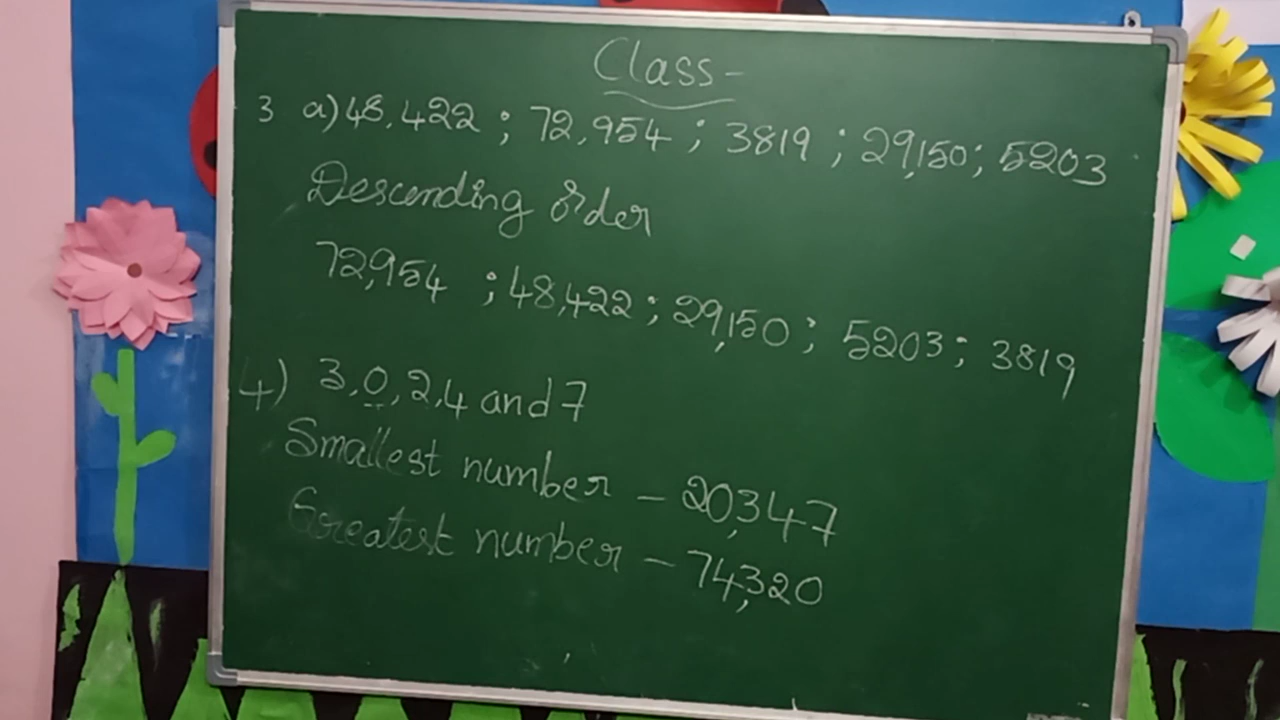 Class-
3 a) 48,422 ; 72,954 ; 3819 ; 29,150; 5203
Descending order
72,954 ; 48,422 ; 29,150 ; 5203 ; 3819
4) 3,0,2,4 and 7
Smallest number - 20,347
Greatest number - 74,320